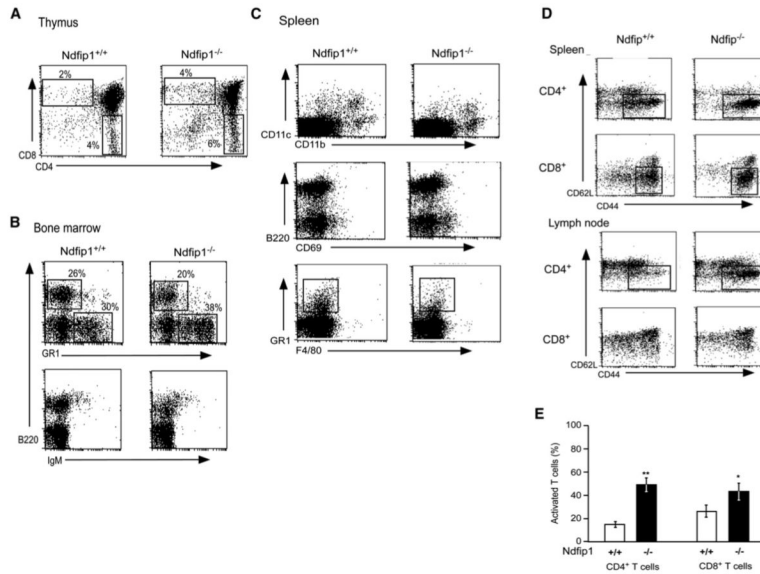 A
Thymus
Ndfip1+/+
Ndfip1-/-
2%
4%
4%
6%
CD8
CD4
B
Bone marrow
Ndfip1+/+
Ndfip1-/-
26%
20%
30%
38%
GR1
B220
IgM
C
Spleen
Ndfip1+/+
Ndfip1-/-
CD11c
CD11b
B220
CD69
GR1
F4/80
D
Ndfip+/+
Ndfip-/-
Spleen
CD4+
CD8+
CD62L
CD44
Lymph node
CD4+
CD8+
CD62L
CD44
E
Activated T cells (%)
100
80
60
40
20
0
**
*
Ndfip1 +/+ -/- +/+ -/-
CD4+ T cells CD8+ T cells